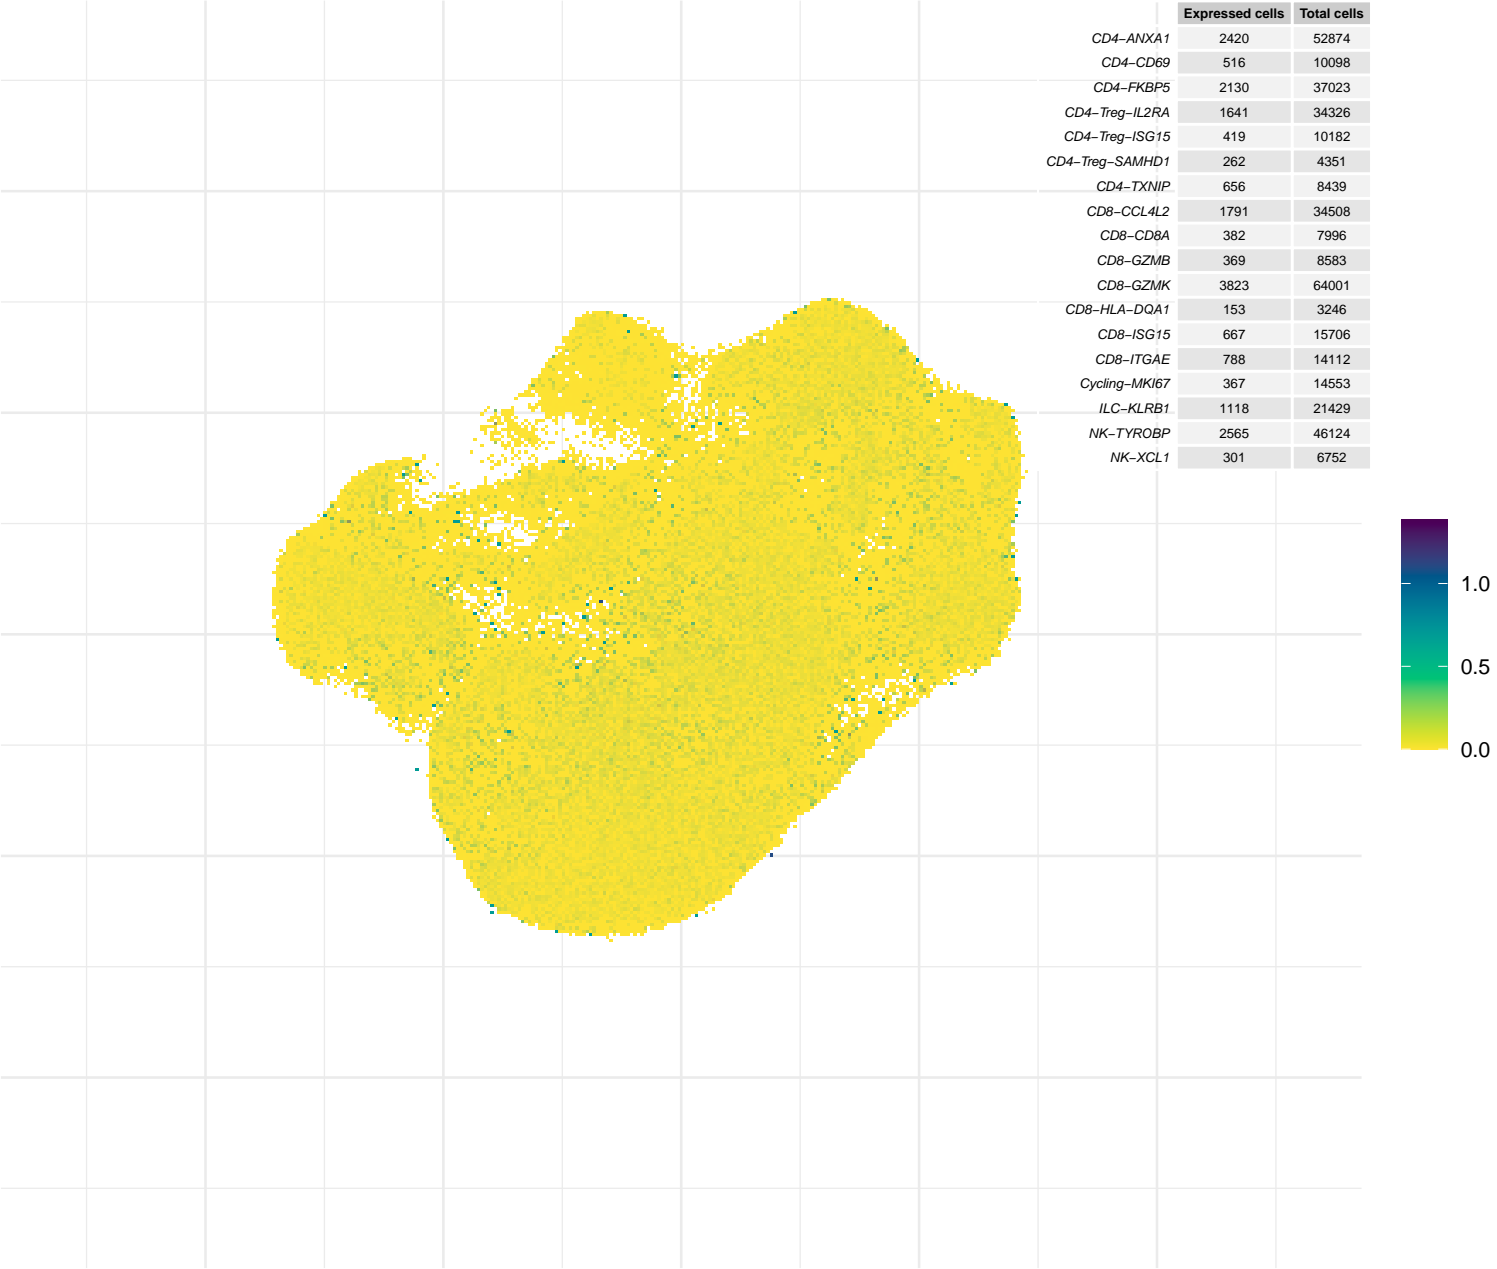 Expressed cells Total cells
CD4−ANXA1 2420 52874
CD4−CD69 516 10098
CD4−FKBP5 2130 37023
CD4−Treg−IL2RA 1641 34326
CD4−Treg−ISG15 419 10182
CD4−Treg−SAMHD1 262 4351
CD4−TXNIP 656 8439
CD8−CCL4L2 1791 34508
CD8−CD8A 382 7996
CD8−GZMB 369 8583
CD8−GZMK 3823 64001
CD8−HLA−DQA1 153 3246
CD8−ISG15 667 15706
CD8−ITGAE 788 14112
Cycling−MKI67 367 14553
ILC−KLRB1 1118 21429
NK−TYROBP 2565 46124
NK−XCL1 301 6752
1.0
0.5
0.0